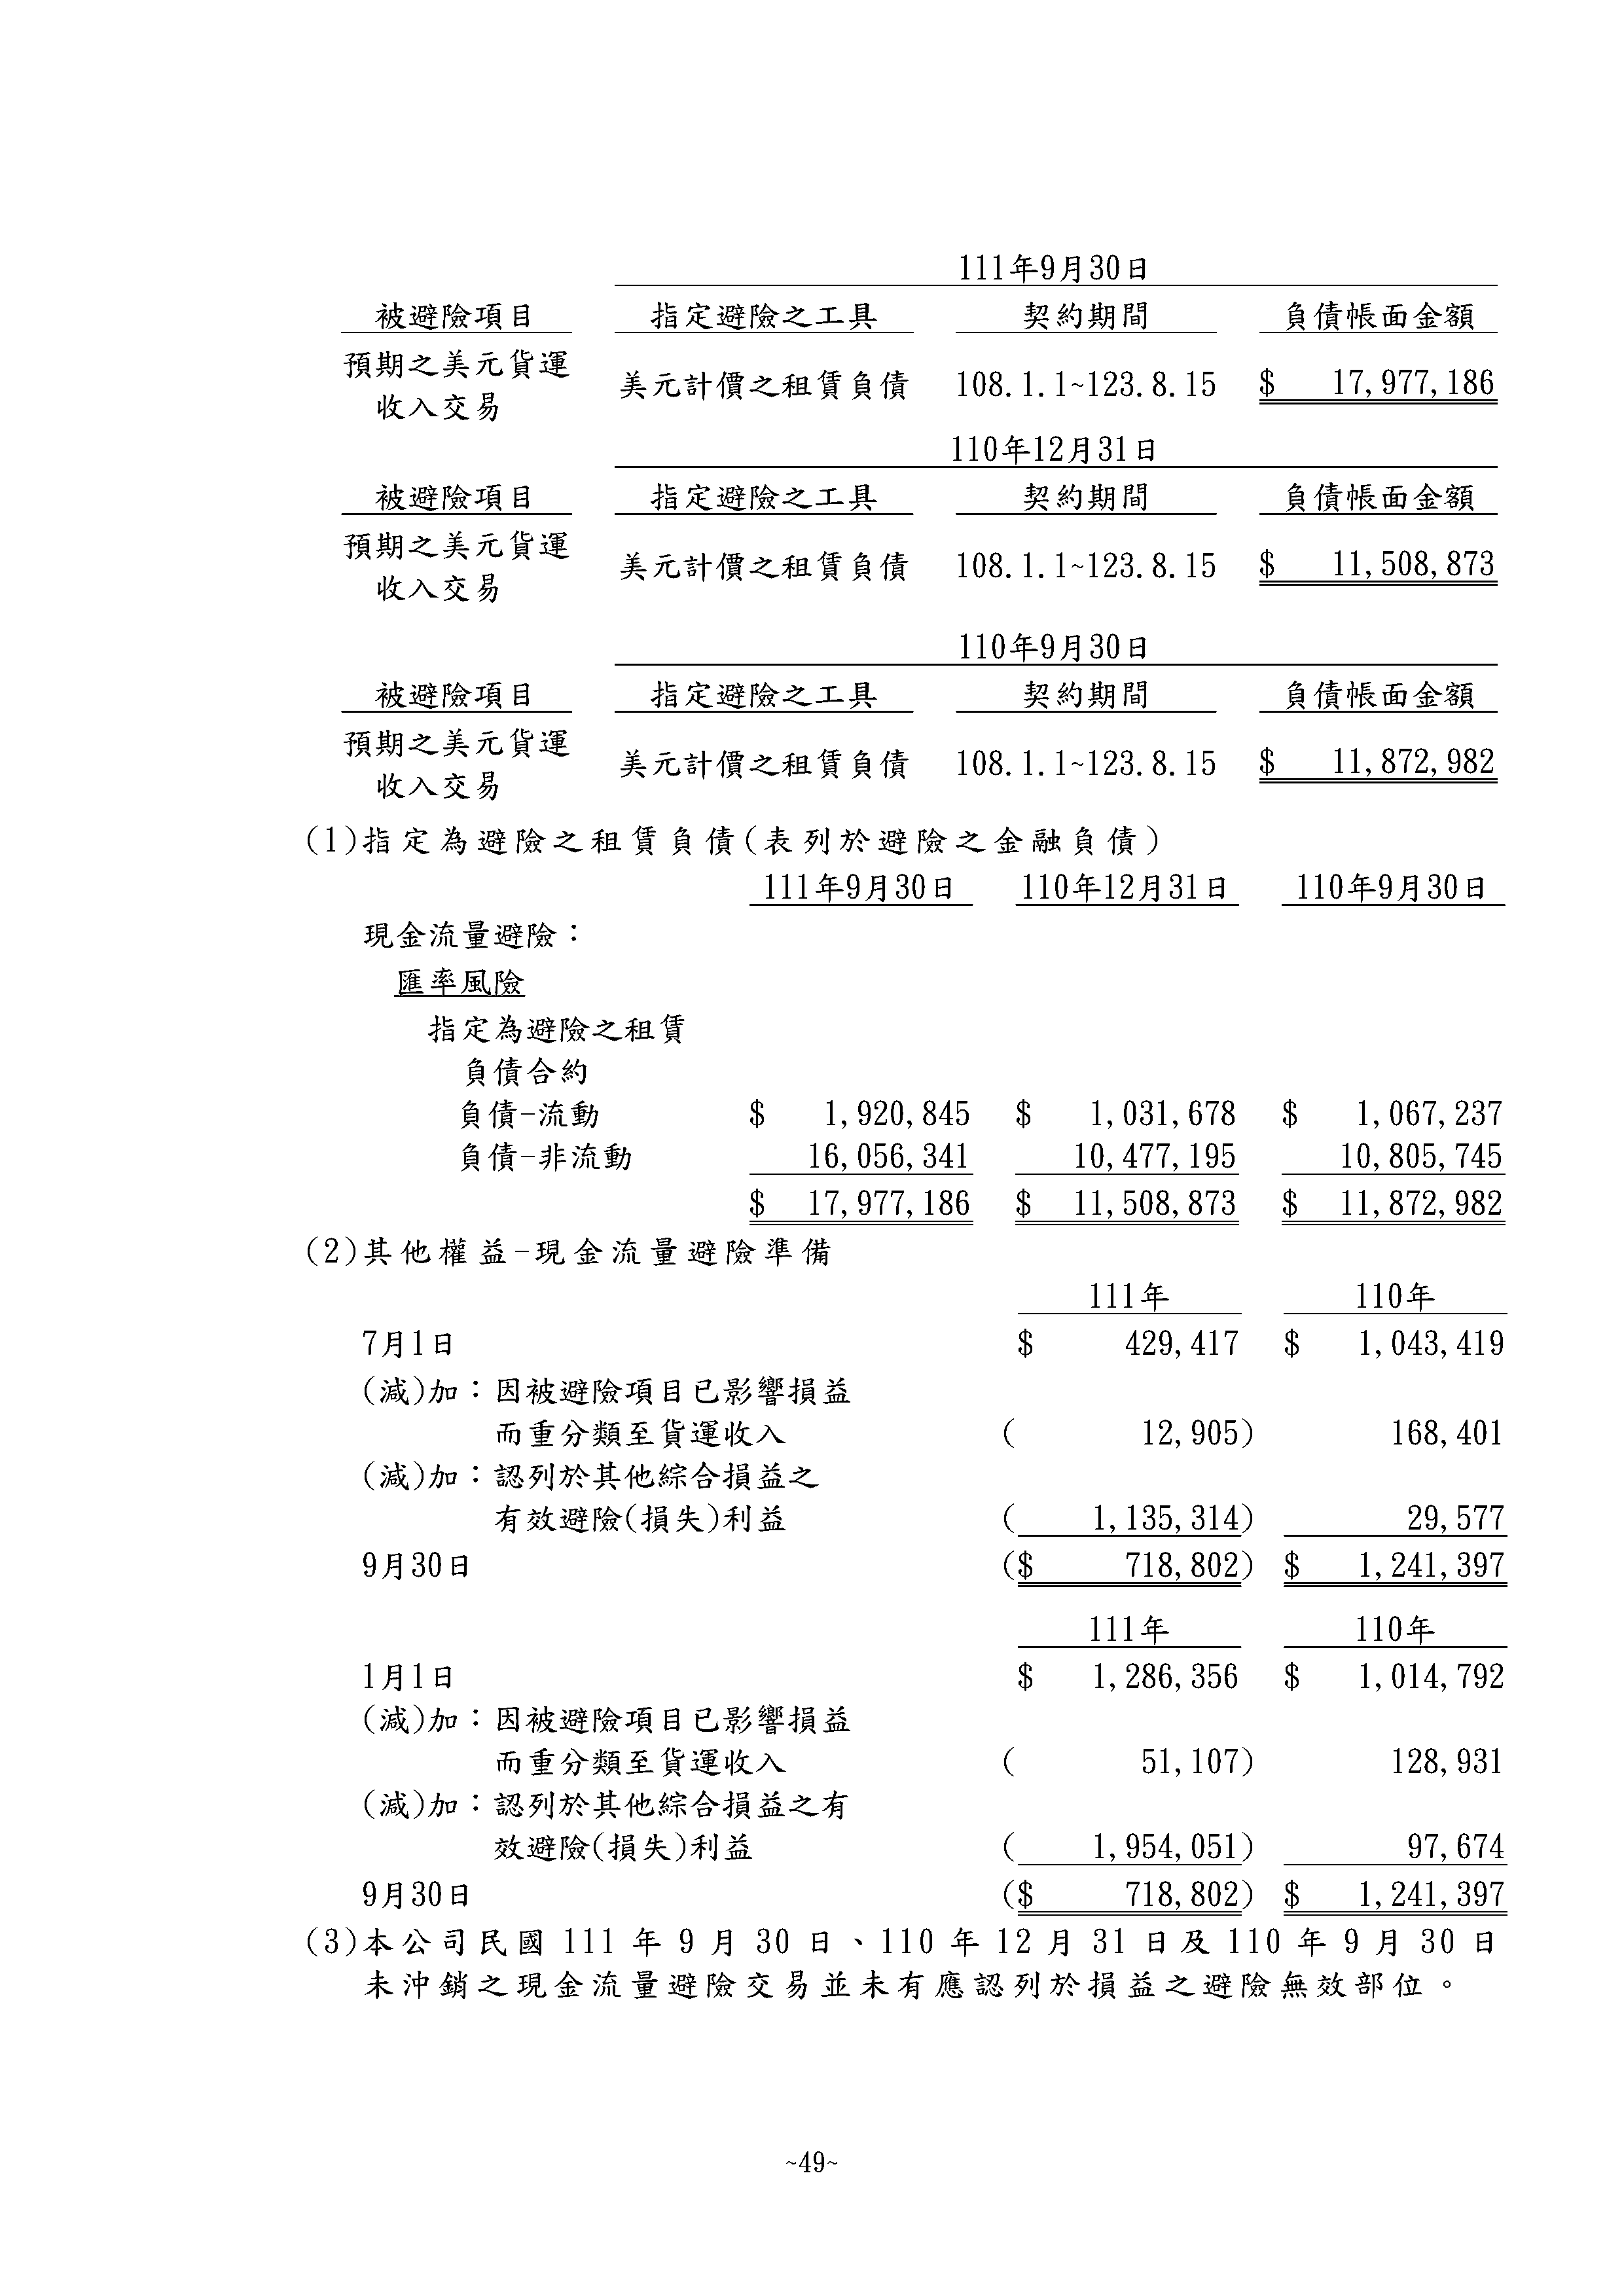 111年9月30日
被避險項目 指定避險之工具 契約期間 負債帳面金額
預期之美元貨運
收入交易 美元計價之租賃負債 108.1.1~123.8.15 $ 17,977,186
110年12月31日
被避險項目 指定避險之工具 契約期間 負債帳面金額
預期之美元貨運
收入交易 美元計價之租賃負債 108.1.1~123.8.15 $ 11,508,873
110年9月30日
被避險項目 指定避險之工具 契約期間 負債帳面金額
預期之美元貨運
收入交易 美元計價之租賃負債 108.1.1~123.8.15 $ 11,872,982
(1)指定為避險之租賃負債(表列於避險之金融負債)
111年9月30日 110年12月31日 110年9月30日
現金流量避險：
匯率風險
指定為避險之租賃
負債合約
負債-流動 $ 1,920,845 $ 1,031,678 $ 1,067,237
負債-非流動 16,056,341 10,477,195 10,805,745
$ 17,977,186 $ 11,508,873 $ 11,872,982
(2)其他權益-現金流量避險準備
111年 110年
7月1日 $ 429,417 $ 1,043,419
(減)加：因被避險項目已影響損益
而重分類至貨運收入 ( 12,905) 168,401
(減)加：認列於其他綜合損益之
有效避險(損失)利益 ( 1,135,314) 29,577
9月30日 ($ 718,802) $ 1,241,397
111年 110年
1月1日 $ 1,286,356 $ 1,014,792
(減)加：因被避險項目已影響損益
而重分類至貨運收入 ( 51,107) 128,931
(減)加：認列於其他綜合損益之有
效避險(損失)利益 ( 1,954,051) 97,674
9月30日 ($ 718,802) $ 1,241,397
(3)本公司民國 111 年 9 月 30 日、110 年 12 月 31 日及 110 年 9 月 30 日
未沖銷之現金流量避險交易並未有應認列於損益之避險無效部位。
~49~